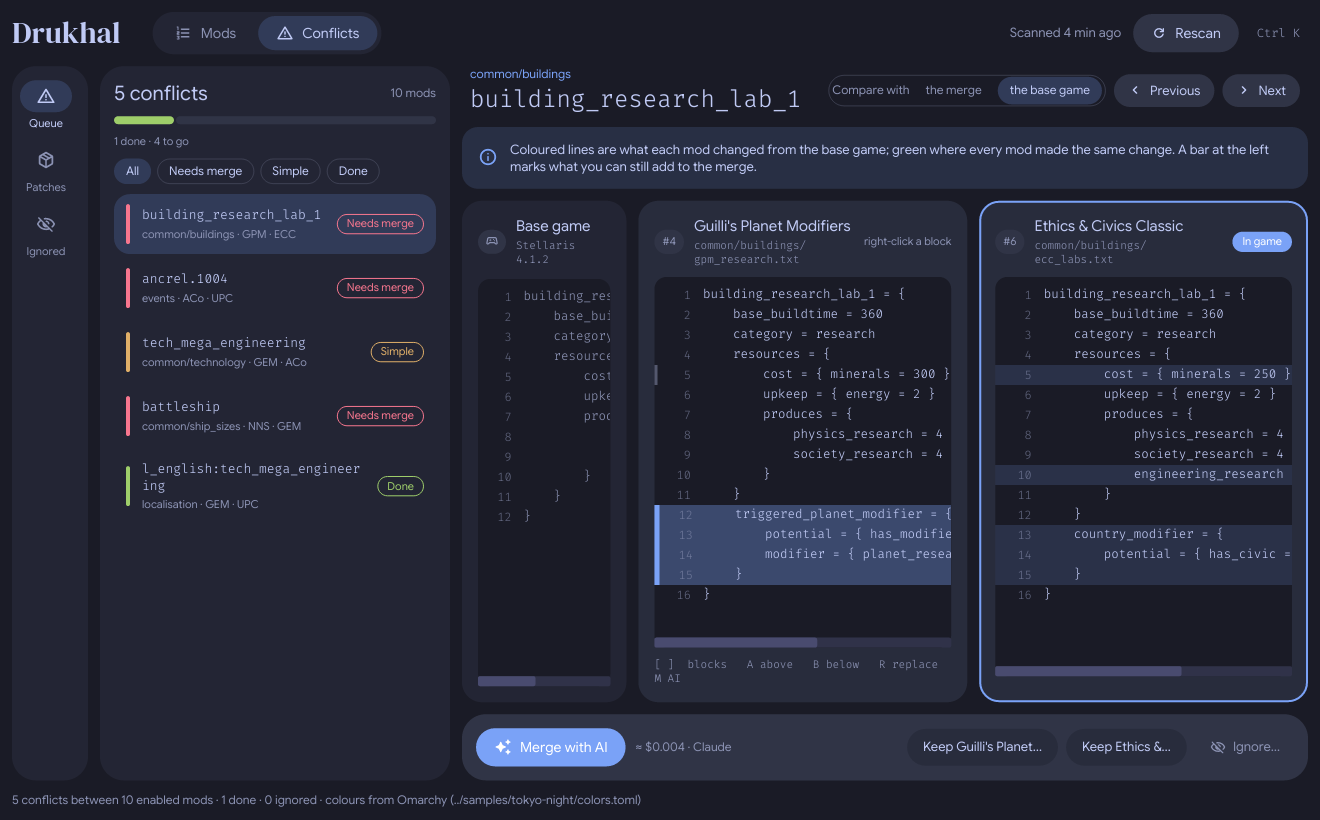 Drukhal
Mods
Conflicts
Scanned 4 min ago
Rescan
Ctrl K
Queue
Patches
Ignored
5 conflicts
10 mods
1 done · 4 to go
All
Needs merge
Simple
Done
building_research_lab_1
common/buildings · GPM · ECC
Needs merge
ancrel.1004
events · ACo · UPC
Needs merge
tech_mega_engineering
common/technology · GEM · ACo
Simple
battleship
common/ship_sizes · NNS · GEM
Needs merge
l_english:tech_mega_engineer
ing
localisation · GEM · UPC
Done
common/buildings
building_research_lab_1
Compare with
the merge
the base game
Previous
Next
Coloured lines are what each mod changed from the base game; green where every mod made the same change. A bar at the left
marks what you can still add to the merge.
Base game
Stellaris
4.1.2
1 building_res
2 base_bui
3 category
4 resource
5 cost
6 upke
7 prod
8
9
10 }
11 }
12 }
#4
Guilli's Planet Modifiers
common/buildings/
gpm_research.txt
right-click a block
1 building_research_lab_1 = {
2 base_buildtime = 360
3 category = research
4 resources = {
5 cost = { minerals = 300 }
6 upkeep = { energy = 2 }
7 produces = {
8 physics_research = 4
9 society_research = 4
10 }
11 }
12 triggered_planet_modifier = {
13 potential = { has_modifie
14 modifier = { planet_resea
15 }
16 }
[ ] blocks A above B below R replace
M AI
#6
Ethics & Civics Classic
common/buildings/
ecc_labs.txt
In game
1 building_research_lab_1 = {
2 base_buildtime = 360
3 category = research
4 resources = {
5 cost = { minerals = 250 }
6 upkeep = { energy = 2 }
7 produces = {
8 physics_research = 4
9 society_research = 4
10 engineering_research
11 }
12 }
13 country_modifier = {
14 potential = { has_civic =
15 }
16 }
Merge with AI
≈ $0.004 · Claude
Keep Guilli's Planet…
Keep Ethics &…
Ignore…
5 conflicts between 10 enabled mods · 1 done · 0 ignored · colours from Omarchy (../samples/tokyo-night/colors.toml)